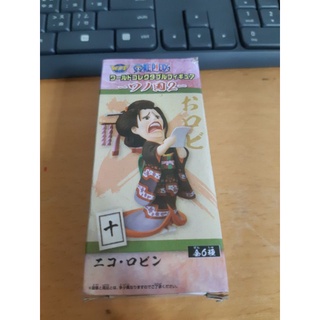 ONE PIECE
ワールドコレクタブルフィギュア
ワノ国2
おロビ
十
ニコ・ロビン
全6種